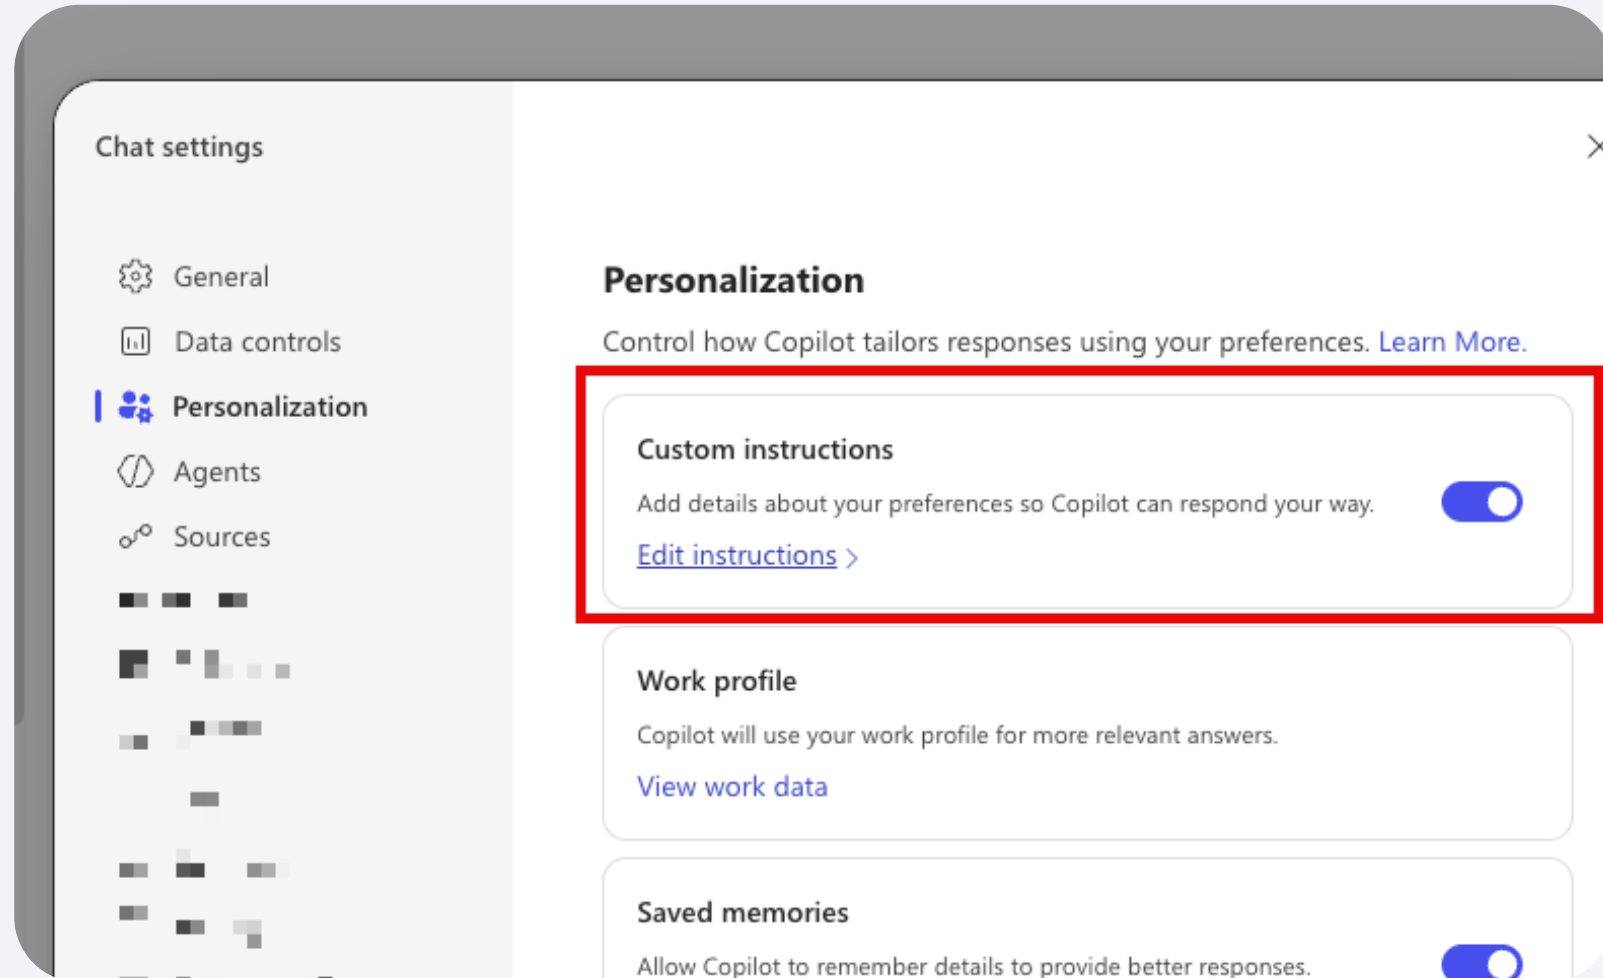 Chat settings
General
Data controls
Personalization
Agents
Sources
Personalization
Control how Copilot tailors responses using your preferences. Learn More.
Custom instructions
Add details about your preferences so Copilot can respond your way.
Edit instructions
Work profile
Copilot will use your work profile for more relevant answers.
View work data
Saved memories
Allow Copilot to remember details to provide better responses.